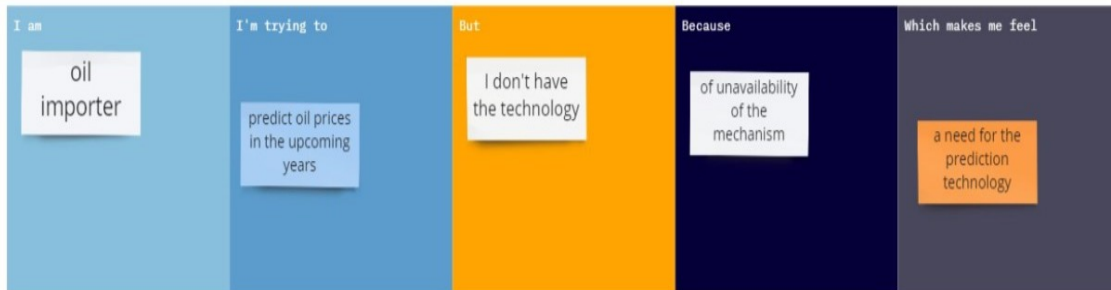 I am
oil
importer
I'm trying to
predict oil prices
in the upcoming
years
But
I don't have
the technology
Because
of unavailability
of the
mechanism
Which makes me feel
a need for the
prediction
technology